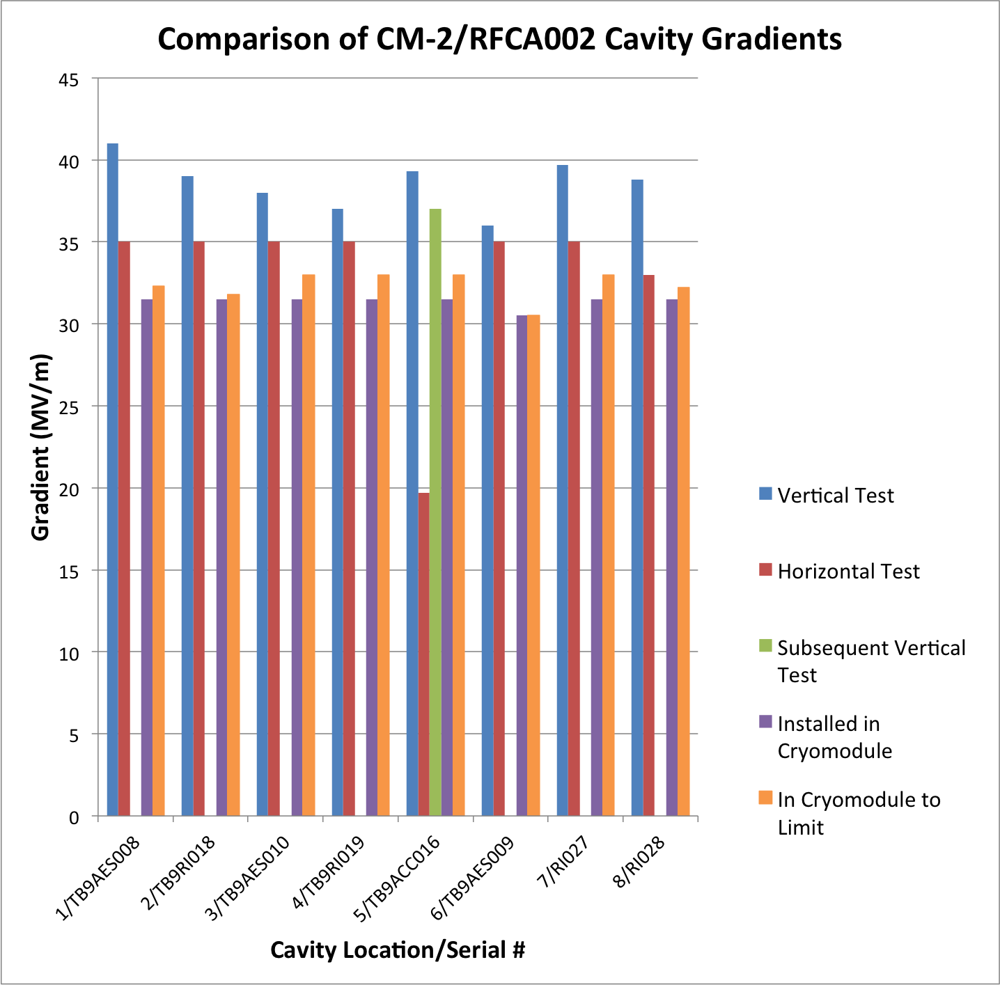 Comparison of CM-2/RFCA002 Cavity Gradients
45
40
35
30
25
20
15
10
5
0
Gradient (MV/m)
1/TB9AES008
2/TB9RI018
3/TB9AES010
4/TB9RI019
5/TB9ACC016
6/TB9AES009
7/RI027
8/RI028
Cavity Location/Serial #
Vertical Test
Horizontal Test
Subsequent Vertical
Test
Installed in
Cryomodule
In Cryomodule to
Limit